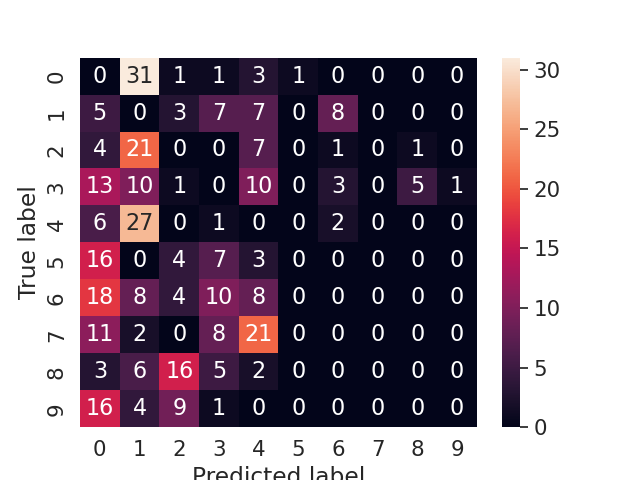 0 0 31 1 1 3 1 0 0 0 0
1 5 0 3 7 7 0 8 0 0 0
2 4 21 0 0 7 0 1 0 1 0
3 13 10 1 0 10 0 3 0 5 1
4 6 27 0 1 0 0 2 0 0 0
5 16 0 4 7 3 0 0 0 0 0
6 18 8 4 10 8 0 0 0 0 0
7 11 2 0 8 21 0 0 0 0 0
8 3 6 16 5 2 0 0 0 0 0
9 16 4 9 1 0 0 0 0 0 0
0 1 2 3 4 5 6 7 8 9
True label
Predicted label
30
25
20
15
10
5
0